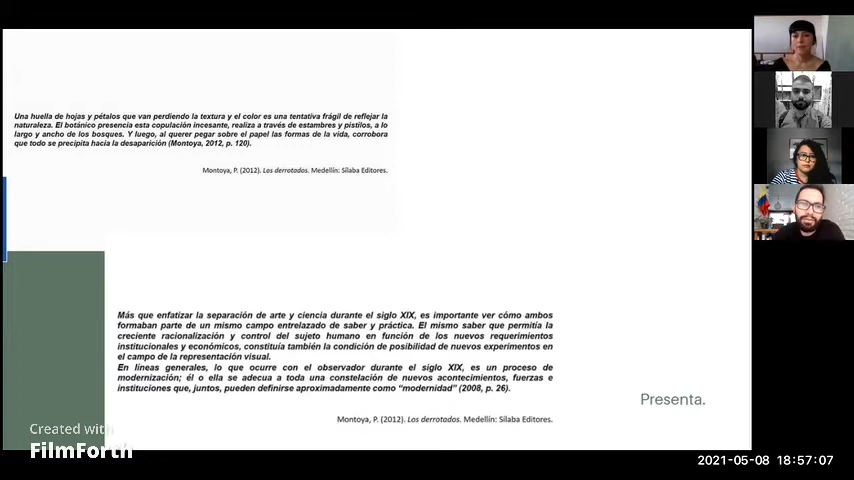 Una huella de hojas y pétalos que van perdiendo la textura y el color es una tentativa frágil de reflejar la
naturaleza. El botánico presencia esta copulación incesante, realiza a través de estambres y pistilos, a lo
largo y ancho de los bosques. Y luego, al querer pegar sobre el papel las formas de la vida, corrobora
que todo se precipita hacia la desaparición (Montoya, 2012, p. 120).
Montoya, P. (2012). Los derrotados. Medellín: Sílaba Editores.
Más que enfatizar la separación de arte y ciencia durante el siglo XIX, es importante ver cómo ambos
formaban parte de un mismo campo entrelazado de saber y práctica. El mismo saber que permitía la
creciente racionalización y control del sujeto humano en función de los nuevos requerimientos
institucionales y económicos, constituía también la condición de posibilidad de nuevos experimentos en
el campo de la representación visual.
En líneas generales, lo que ocurre con el observador durante el siglo XIX, es un proceso de
modernización; él o ella se adecua a toda una constelación de nuevos acontecimientos, fuerzas e
instituciones que, juntos, pueden definirse aproximadamente como “modernidad” (2008, p. 26).
Presenta.
Montoya, P. (2012). Los derrotados. Medellín: Sílaba Editores.
Created with
FilmForth
2021-05-08 18:57:07